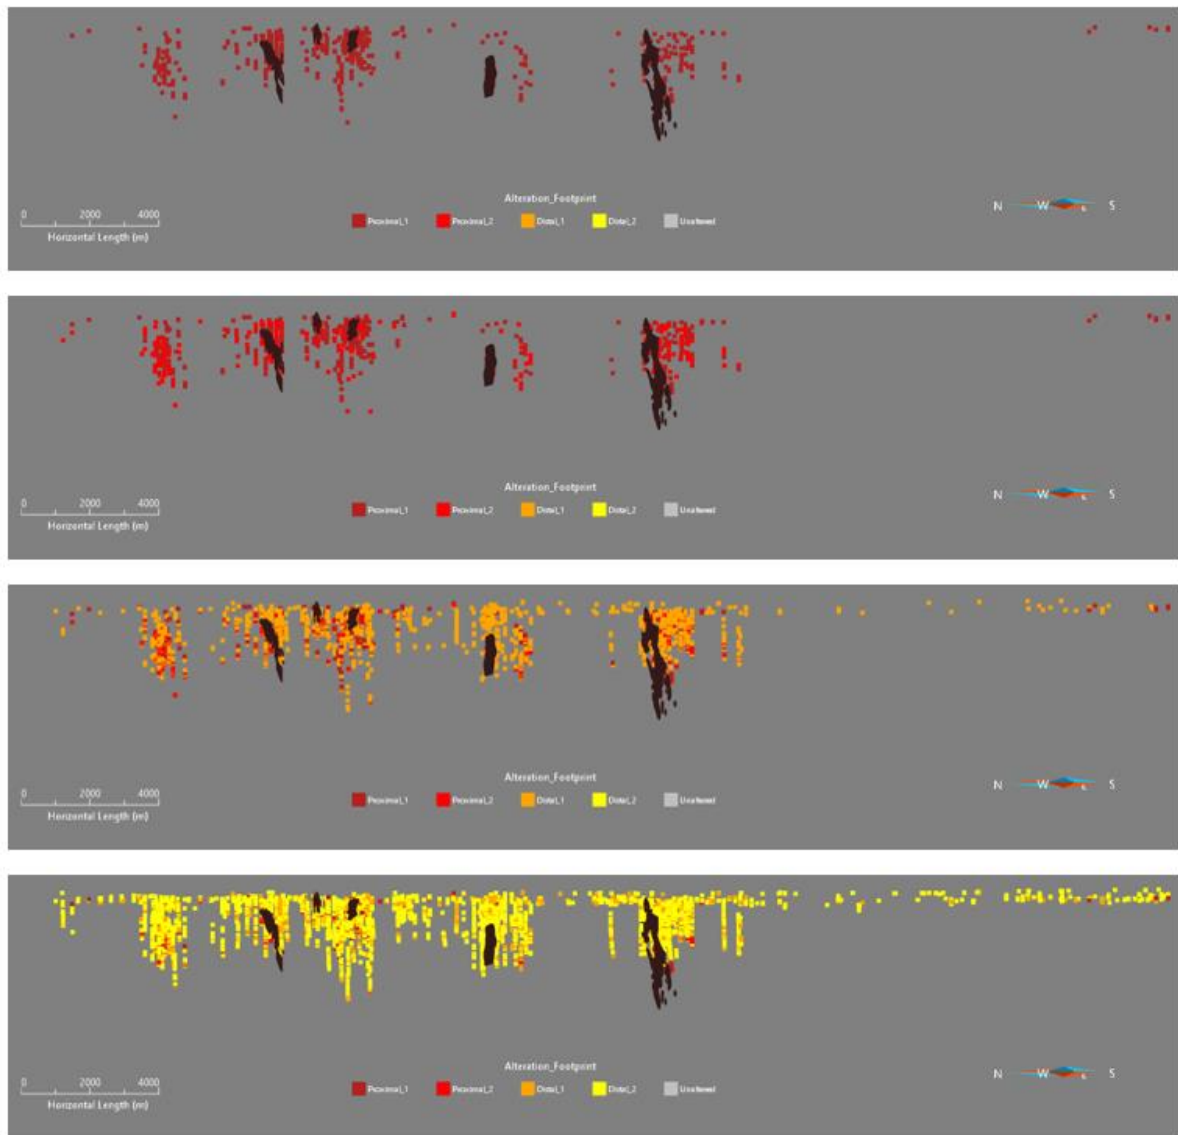 Alteration_Footprint
0 2000 4000
Horizontal Length (m)
Proximal_1 Proximal_2 Distal_1 Distal_2 Unaltered
N W S
Alteration_Footprint
0 2000 4000
Horizontal Length (m)
Proximal_1 Proximal_2 Distal_1 Distal_2 Unaltered
N W S
Alteration_Footprint
0 2000 4000
Horizontal Length (m)
Proximal_1 Proximal_2 Distal_1 Distal_2 Unaltered
N W S
Alteration_Footprint
0 2000 4000
Horizontal Length (m)
Proximal_1 Proximal_2 Distal_1 Distal_2 Unaltered
N W S